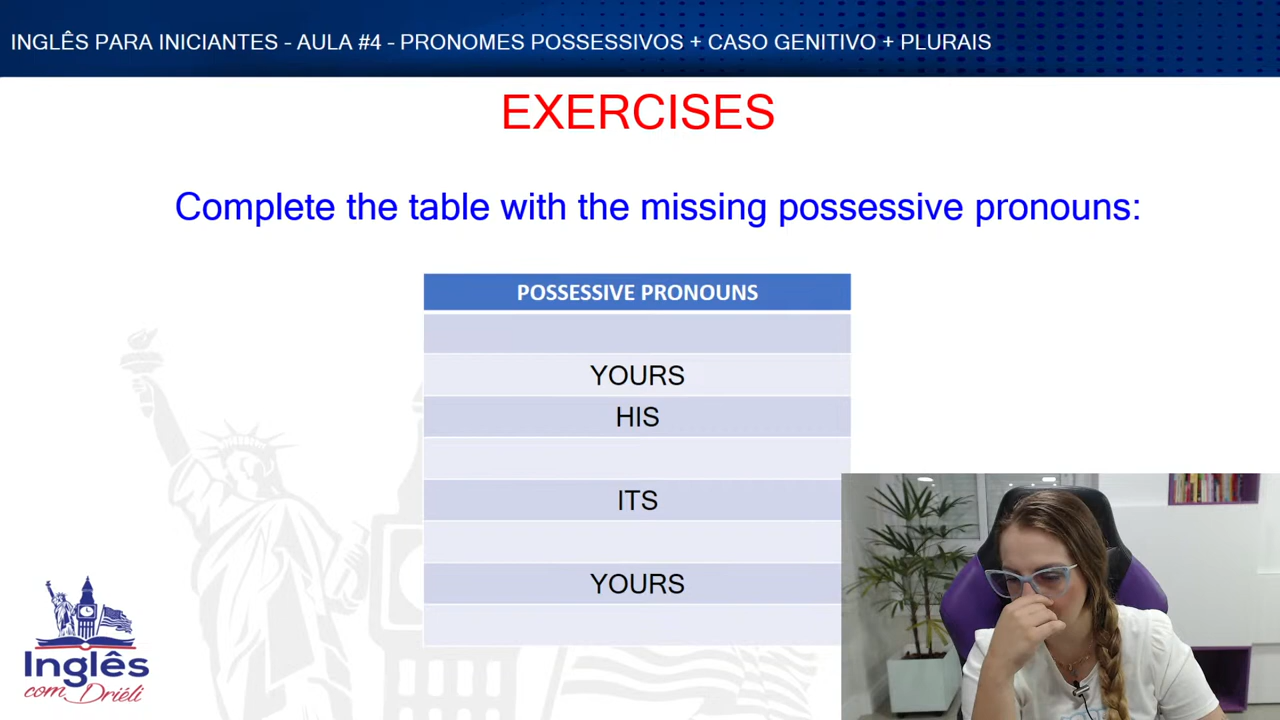 INGLÊS PARA INICIANTES - AULA #4 - PRONOMES POSSESSIVOS + CASO GENITIVO + PLURAIS
EXERCISES
Complete the table with the missing possessive pronouns:
POSSESSIVE PRONOUNS
YOURS
HIS
ITS
YOURS
Inglês
com Driéli